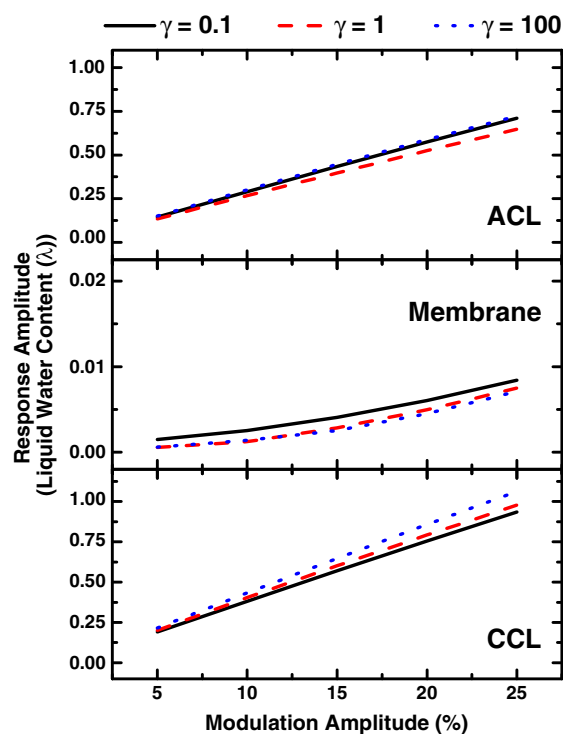 γ = 0.1 γ = 1 γ = 100
1.00
0.75
0.50
0.25
0.00
ACL
0.02
0.01
0.00
Membrane
1.00
0.75
0.50
0.25
0.00
CCL
5 10 15 20 25
Modulation Amplitude (%)
Response Amplitude
(Liquid Water Content (λ))